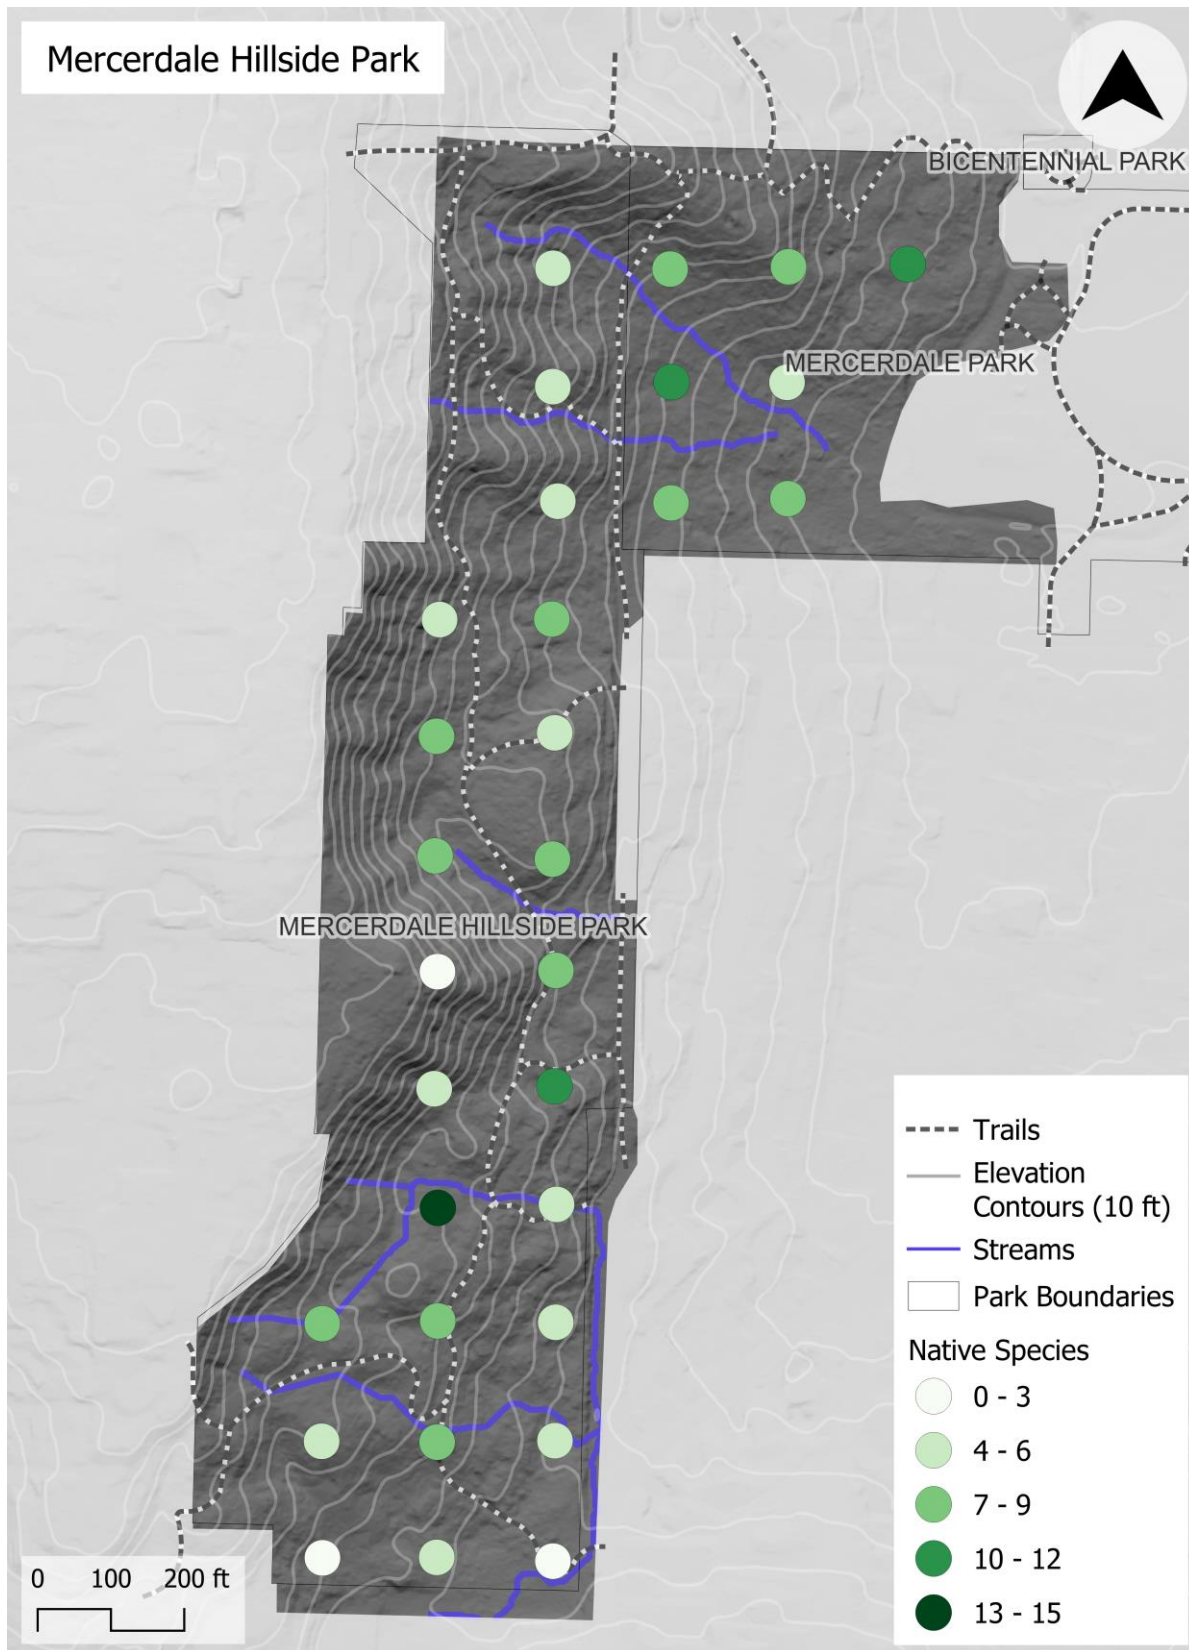 Mercerdale Hillside Park
BICENTENNIAL PARK
MERCERDALE PARK
MERCERDALE HILLSIDE PARK
Trails
Elevation
Contours (10 ft)
Streams
Park Boundaries
Native Species
0 - 3
4 - 6
7 - 9
10 - 12
13 - 15
0 100 200 ft